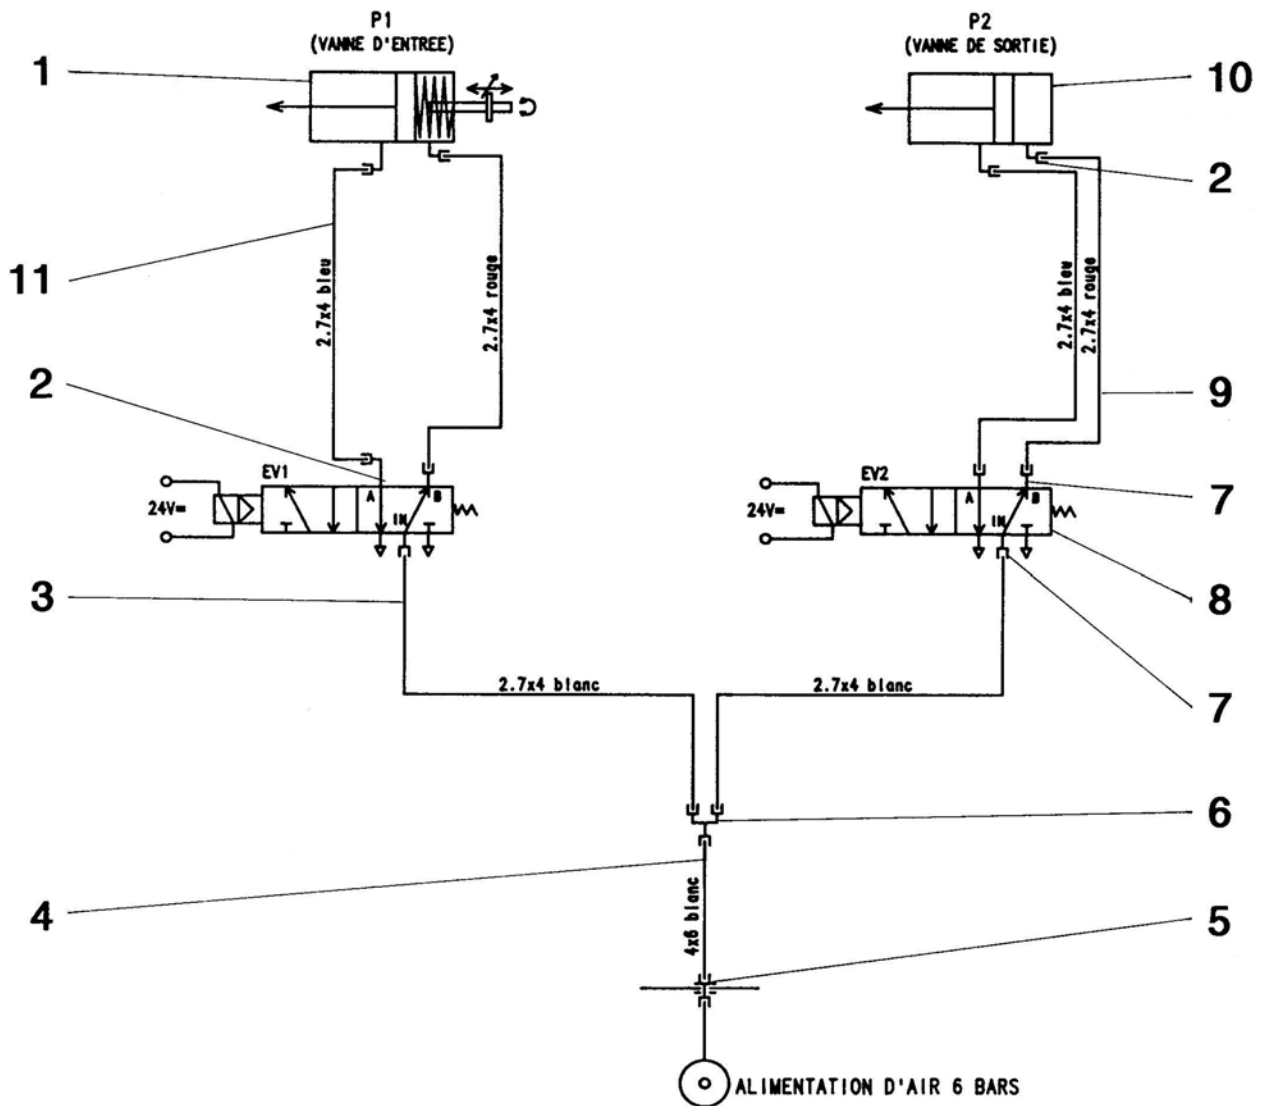 P1
(VANNE D'ENTREE)
P2
(VANNE DE SORTIE)
1
10
2
11
2.7x4 bleu
2.7x4 rouge
2.7x4 bleu
2.7x4 rouge
2
9
EV1
A
B
IN
24V=
EV2
A
B
IN
24V=
7
3
8
2.7x4 blanc
2.7x4 blanc
7
6
4
4x6 blanc
5
ALIMENTATION D'AIR 6 BARS